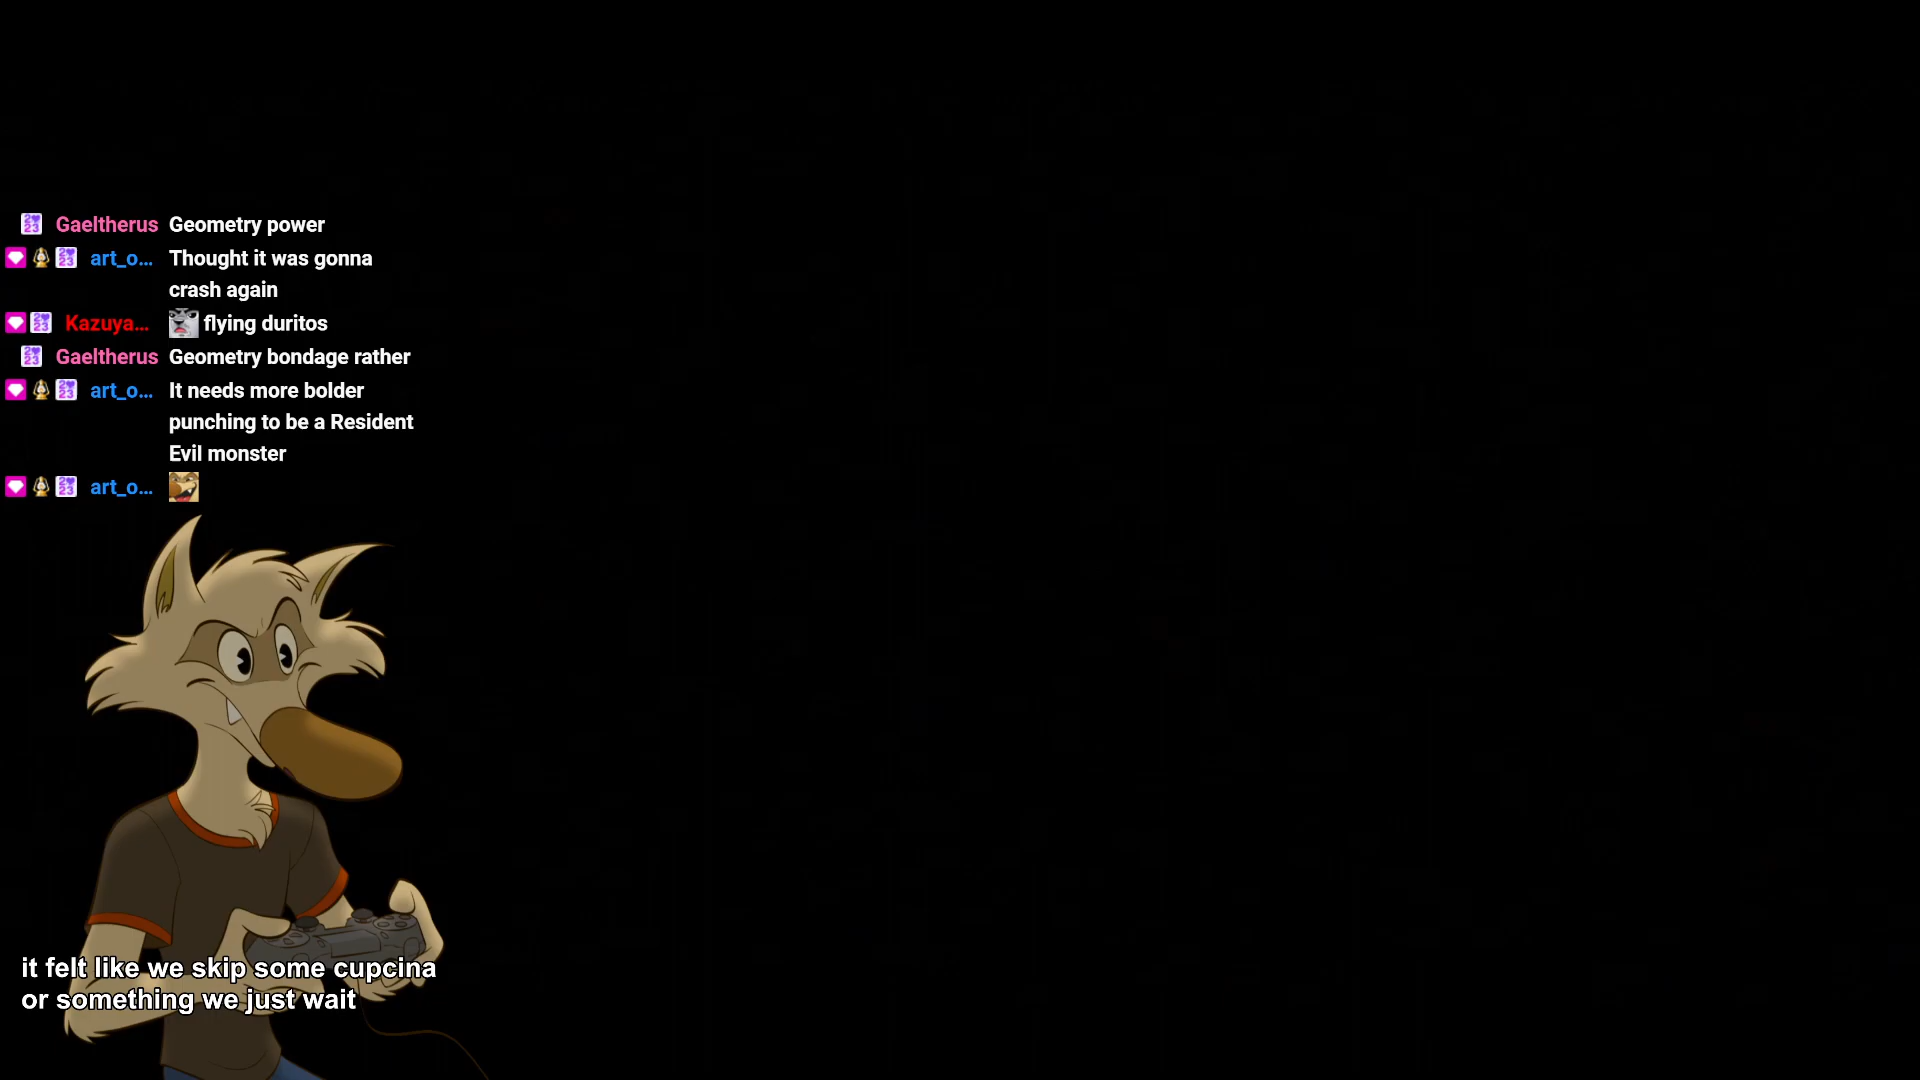 Gaeltherus Geometry power
art_o... Thought it was gonna
crash again
Kazuya... flying duritos
Gaeltherus Geometry bondage rather
art_o... It needs more bolder
punching to be a Resident
Evil monster
art_o...
it felt like we skip some cupcina
or something we just wait